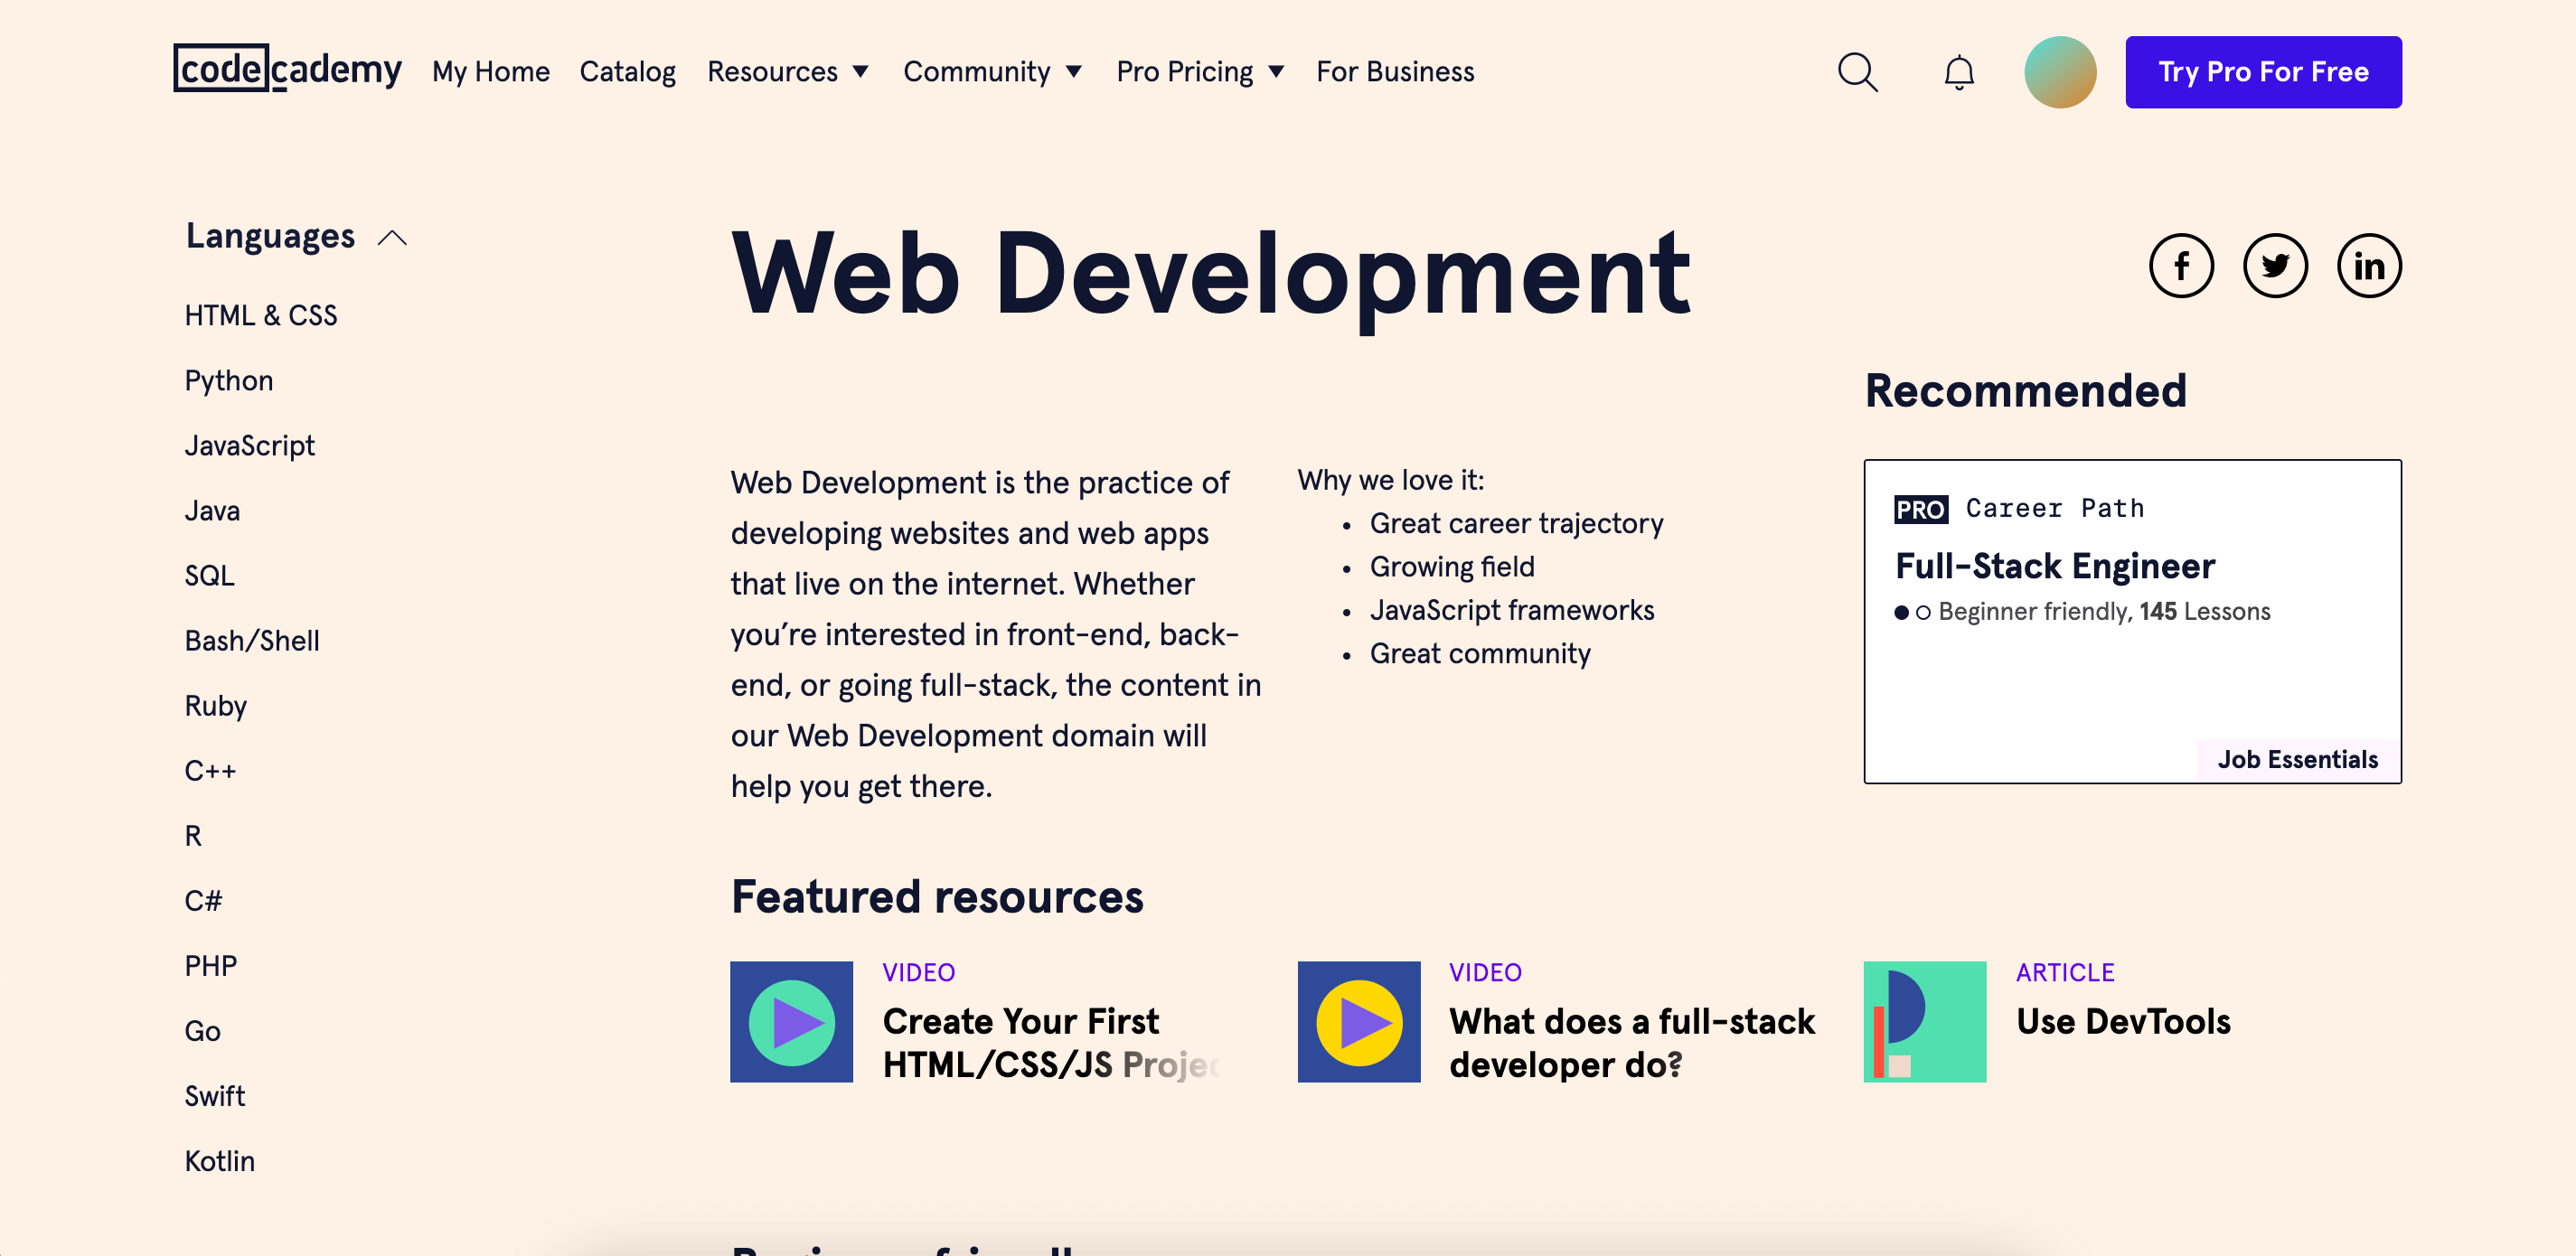 codecademy My Home Catalog Resources Community Pro Pricing For Business Try Pro For Free
Languages
HTML & CSS
Python
JavaScript
Java
SQL
Bash/Shell
Ruby
C++
R
C#
PHP
Go
Swift
Kotlin
Web Development
Web Development is the practice of
developing websites and web apps
that live on the internet. Whether
you’re interested in front-end, back-
end, or going full-stack, the content in
our Web Development domain will
help you get there.
Why we love it:
• Great career trajectory
• Growing field
• JavaScript frameworks
• Great community
f in
Recommended
PRO Career Path
Full-Stack Engineer
Beginner friendly, 145 Lessons
Job Essentials
Featured resources
VIDEO
Create Your First
HTML/CSS/JS Projec
VIDEO
What does a full-stack
developer do?
ARTICLE
Use DevTools